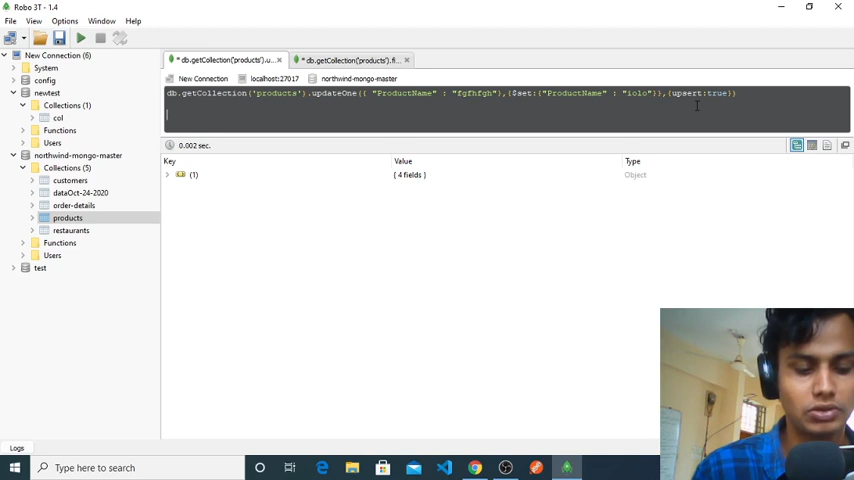 Robo 3T - 1.4
File View Options Window Help
New Connection (6)
System
config
newtest
Collections (1)
col
Functions
Users
northwind-mongo-master
Collections (5)
customers
dataOct-24-2020
order-details
products
restaurants
Functions
Users
test
* db.getCollection('products').u...
* db.getCollection('products').fi...
New Connection localhost:27017 northwind-mongo-master
db.getCollection('products').updateOne({ "ProductName" : "fgfhfgh"},{$set:{"ProductName" : "iolo"}},{upsert:true})
0.002 sec.
Key Value Type
(1) { 4 fields } Object
Logs
Type here to search